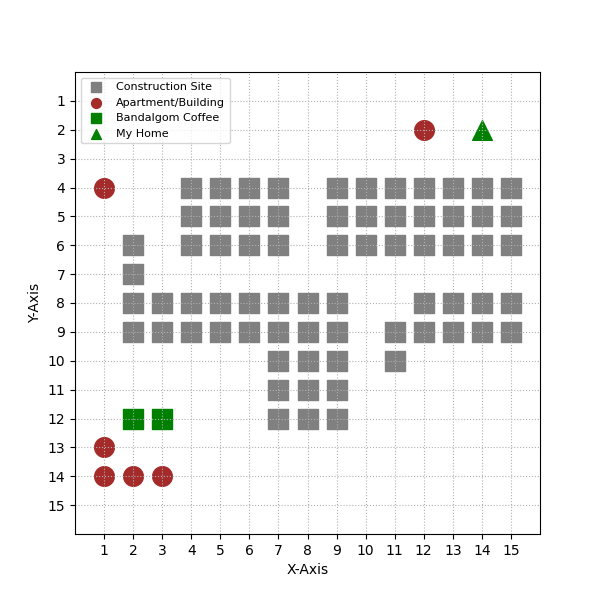 Construction Site
Apartment/Building
Bandalgom Coffee
My Home
Y-Axis
1
2
3
4
5
6
7
8
9
10
11
12
13
14
15
1 2 3 4 5 6 7 8 9 10 11 12 13 14 15
X-Axis